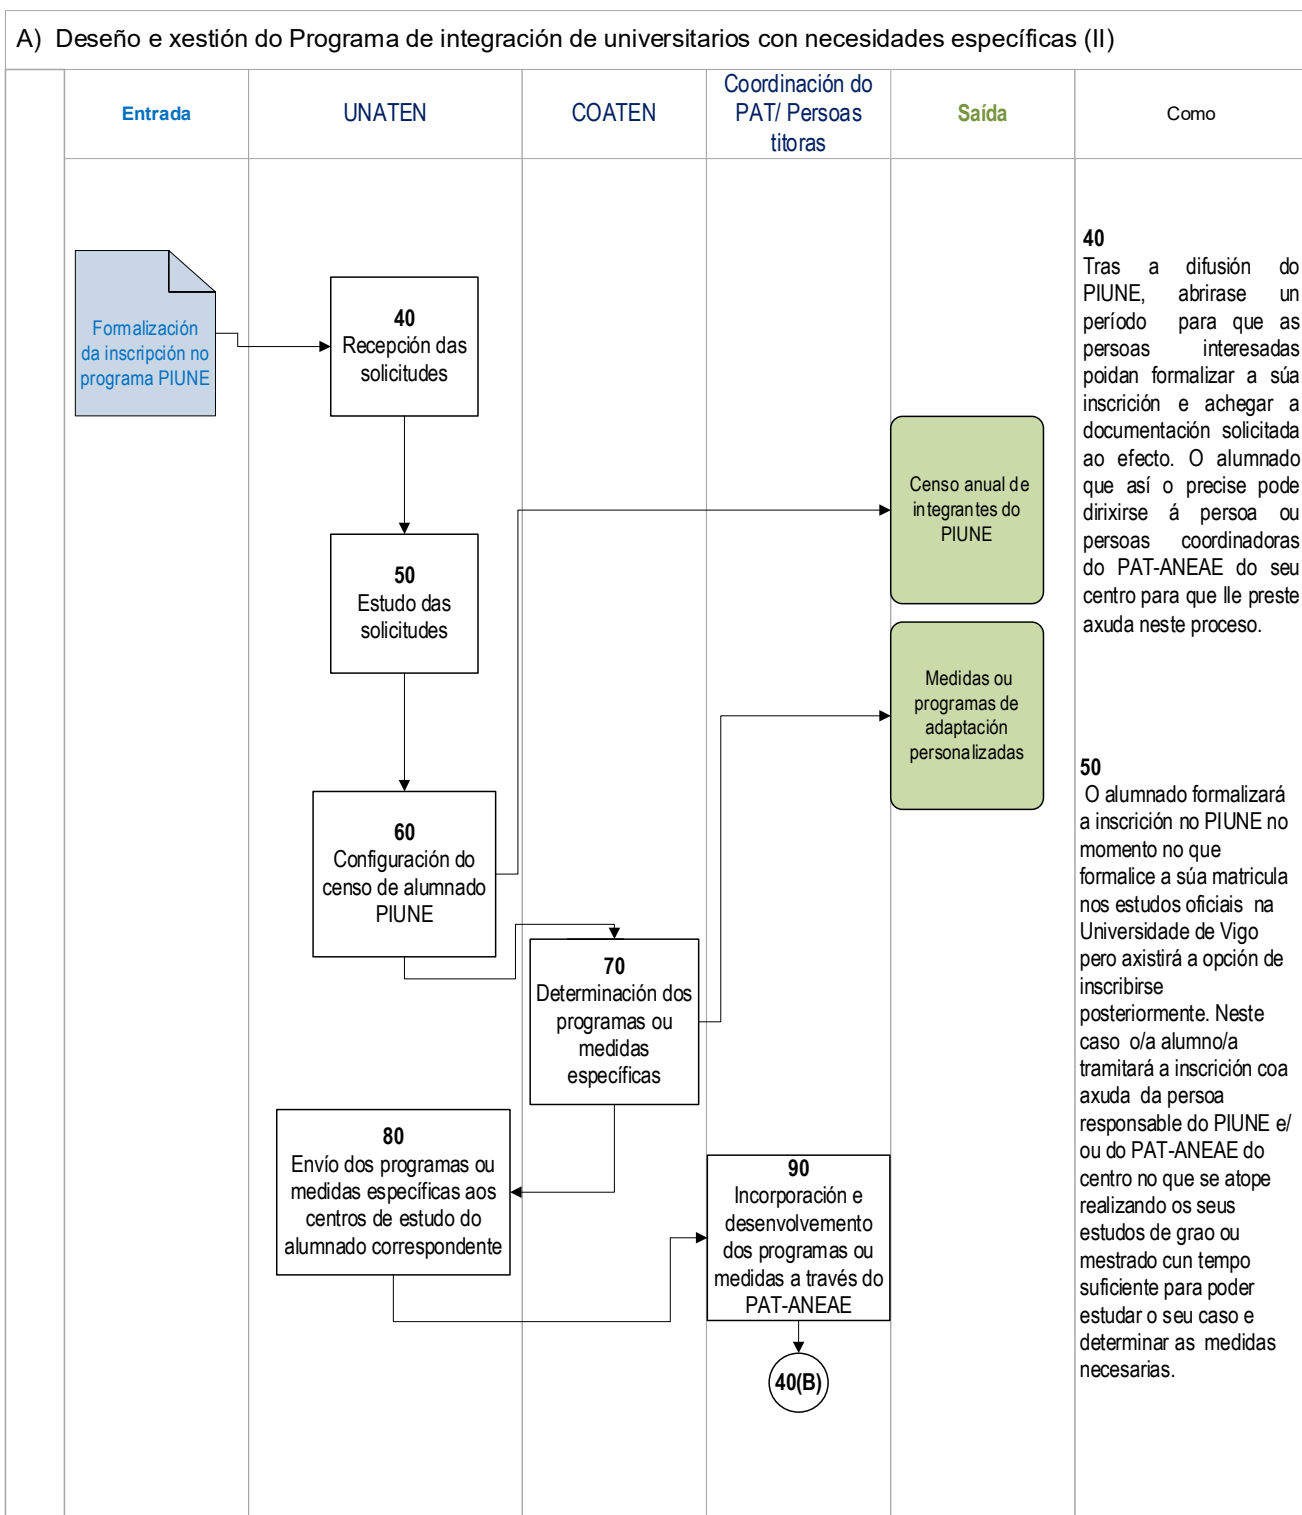 A)  Deseño e xestión do Programa de integración de universitarios con necesidades específicas (II)
Entrada
UNATEN
COATEN
Coordinación do
PAT/ Persoas
titoras
Saída
Como
Formalización
da inscripción no
programa PIUNE
40
Recepción das
solicitudes
50
Estudo das
solicitudes
60
Configuración do
censo de alumnado
PIUNE
70
Determinación dos
programas ou
medidas
específicas
80
Envío dos programas ou
medidas específicas aos
centros de estudo do
alumnado correspondente
90
Incorporación e
desenvolvemento
dos programas ou
medidas a través do
PAT-ANEAE
40(B)
Censo anual de
integrantes do
PIUNE
Medidas ou
programas de
adaptación
personalizadas
40
Tras a difusión do
PIUNE, abrirase un
período para que as
persoas interesadas
poidan formalizar a súa
inscrición e achegar a
documentación solicitada
ao efecto. O alumnado
que así o precise pode
dirixirse á persoa ou
persoas coordinadoras
do PAT-ANEAE do seu
centro para que lle preste
axuda neste proceso.
50
O alumnado formalizará
a inscrición no PIUNE no
momento no que
formalice a súa matricula
nos estudos oficiais na
Universidade de Vigo
pero axistirá a opción de
inscribirse
posteriormente. Neste
caso o/a alumno/a
tramitará a inscrición coa
axuda da persoa
responsable do PIUNE e/
ou do PAT-ANEAE do
centro no que se atope
realizando os seus
estudos de grao ou
mestrado cun tempo
suficiente para poder
estudar o seu caso e
determinar as medidas
necesarias.